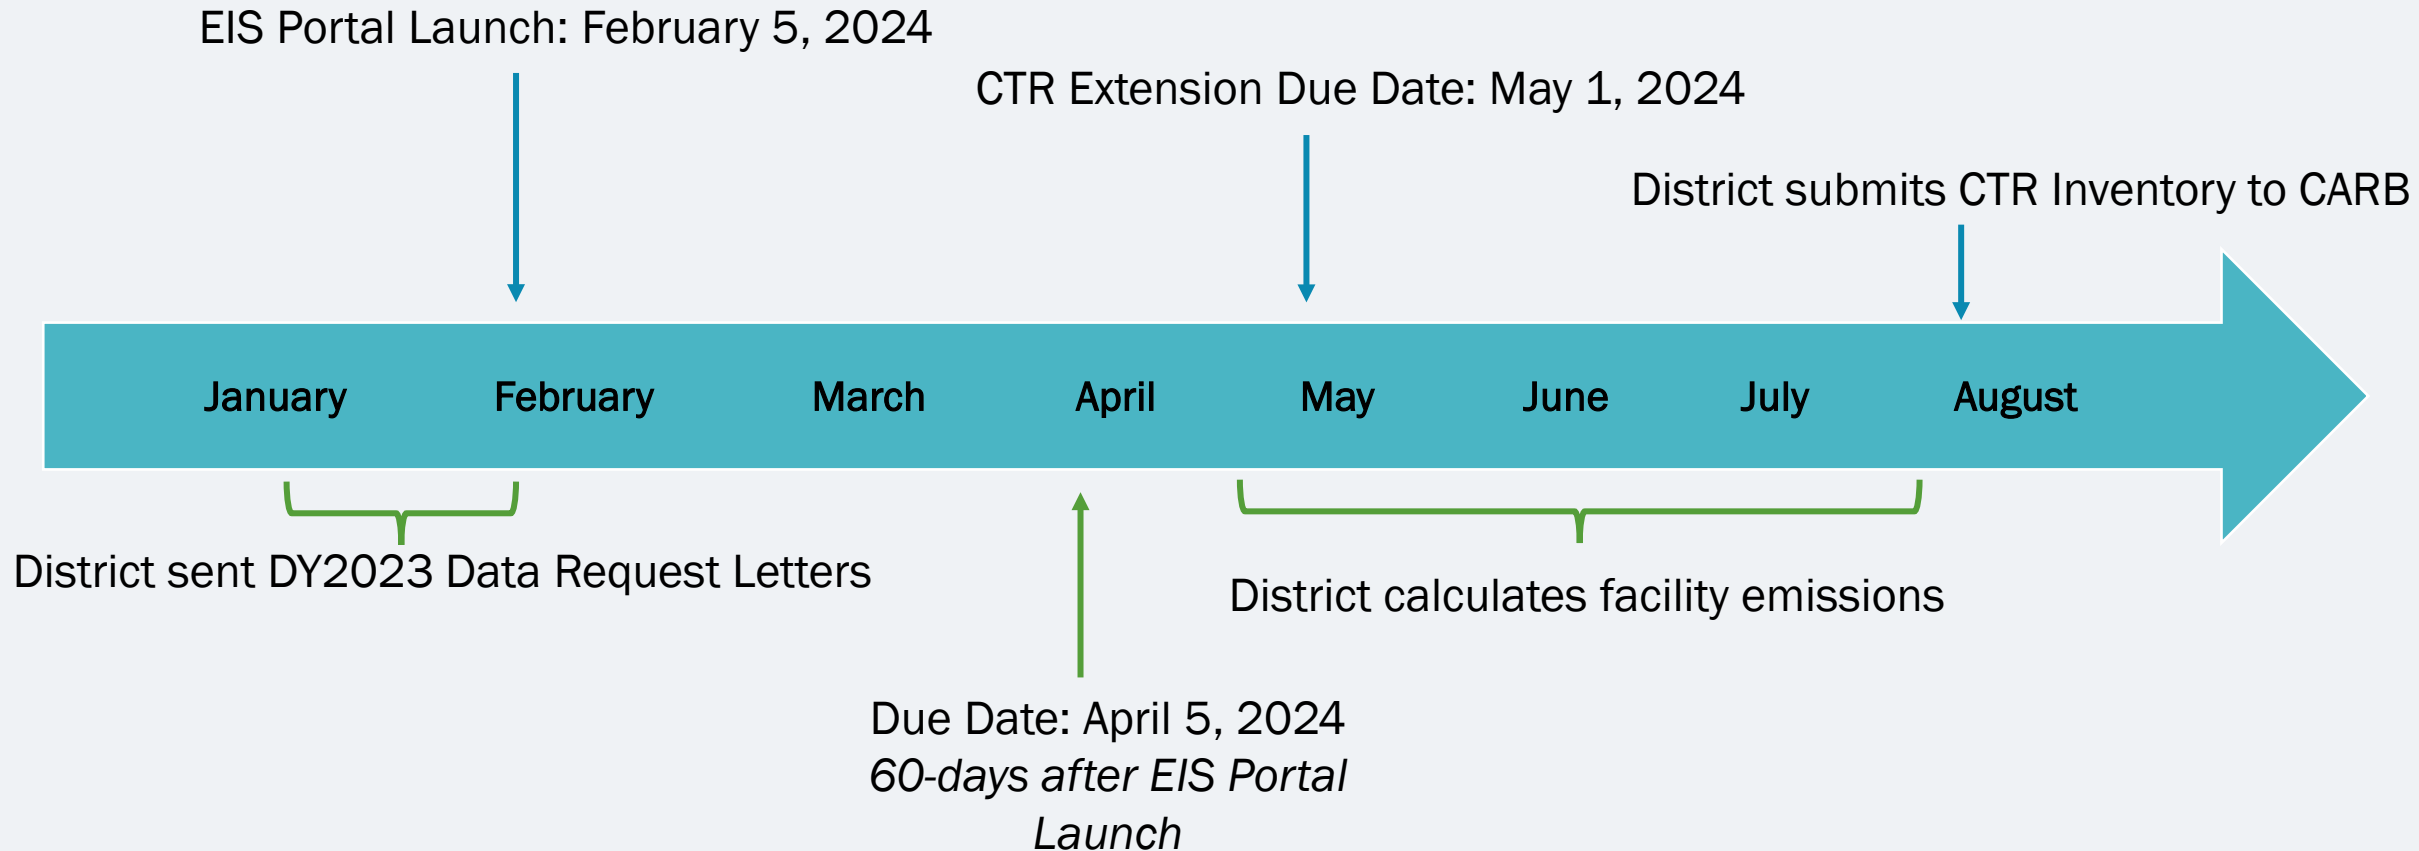 EIS Portal Launch: February 5, 2024
CTR Extension Due Date: May 1, 2024
District submits CTR Inventory to CARB
January February March April May June July August
District sent DY2023 Data Request Letters
District calculates facility emissions
Due Date: April 5, 2024
60-days after EIS Portal
Launch